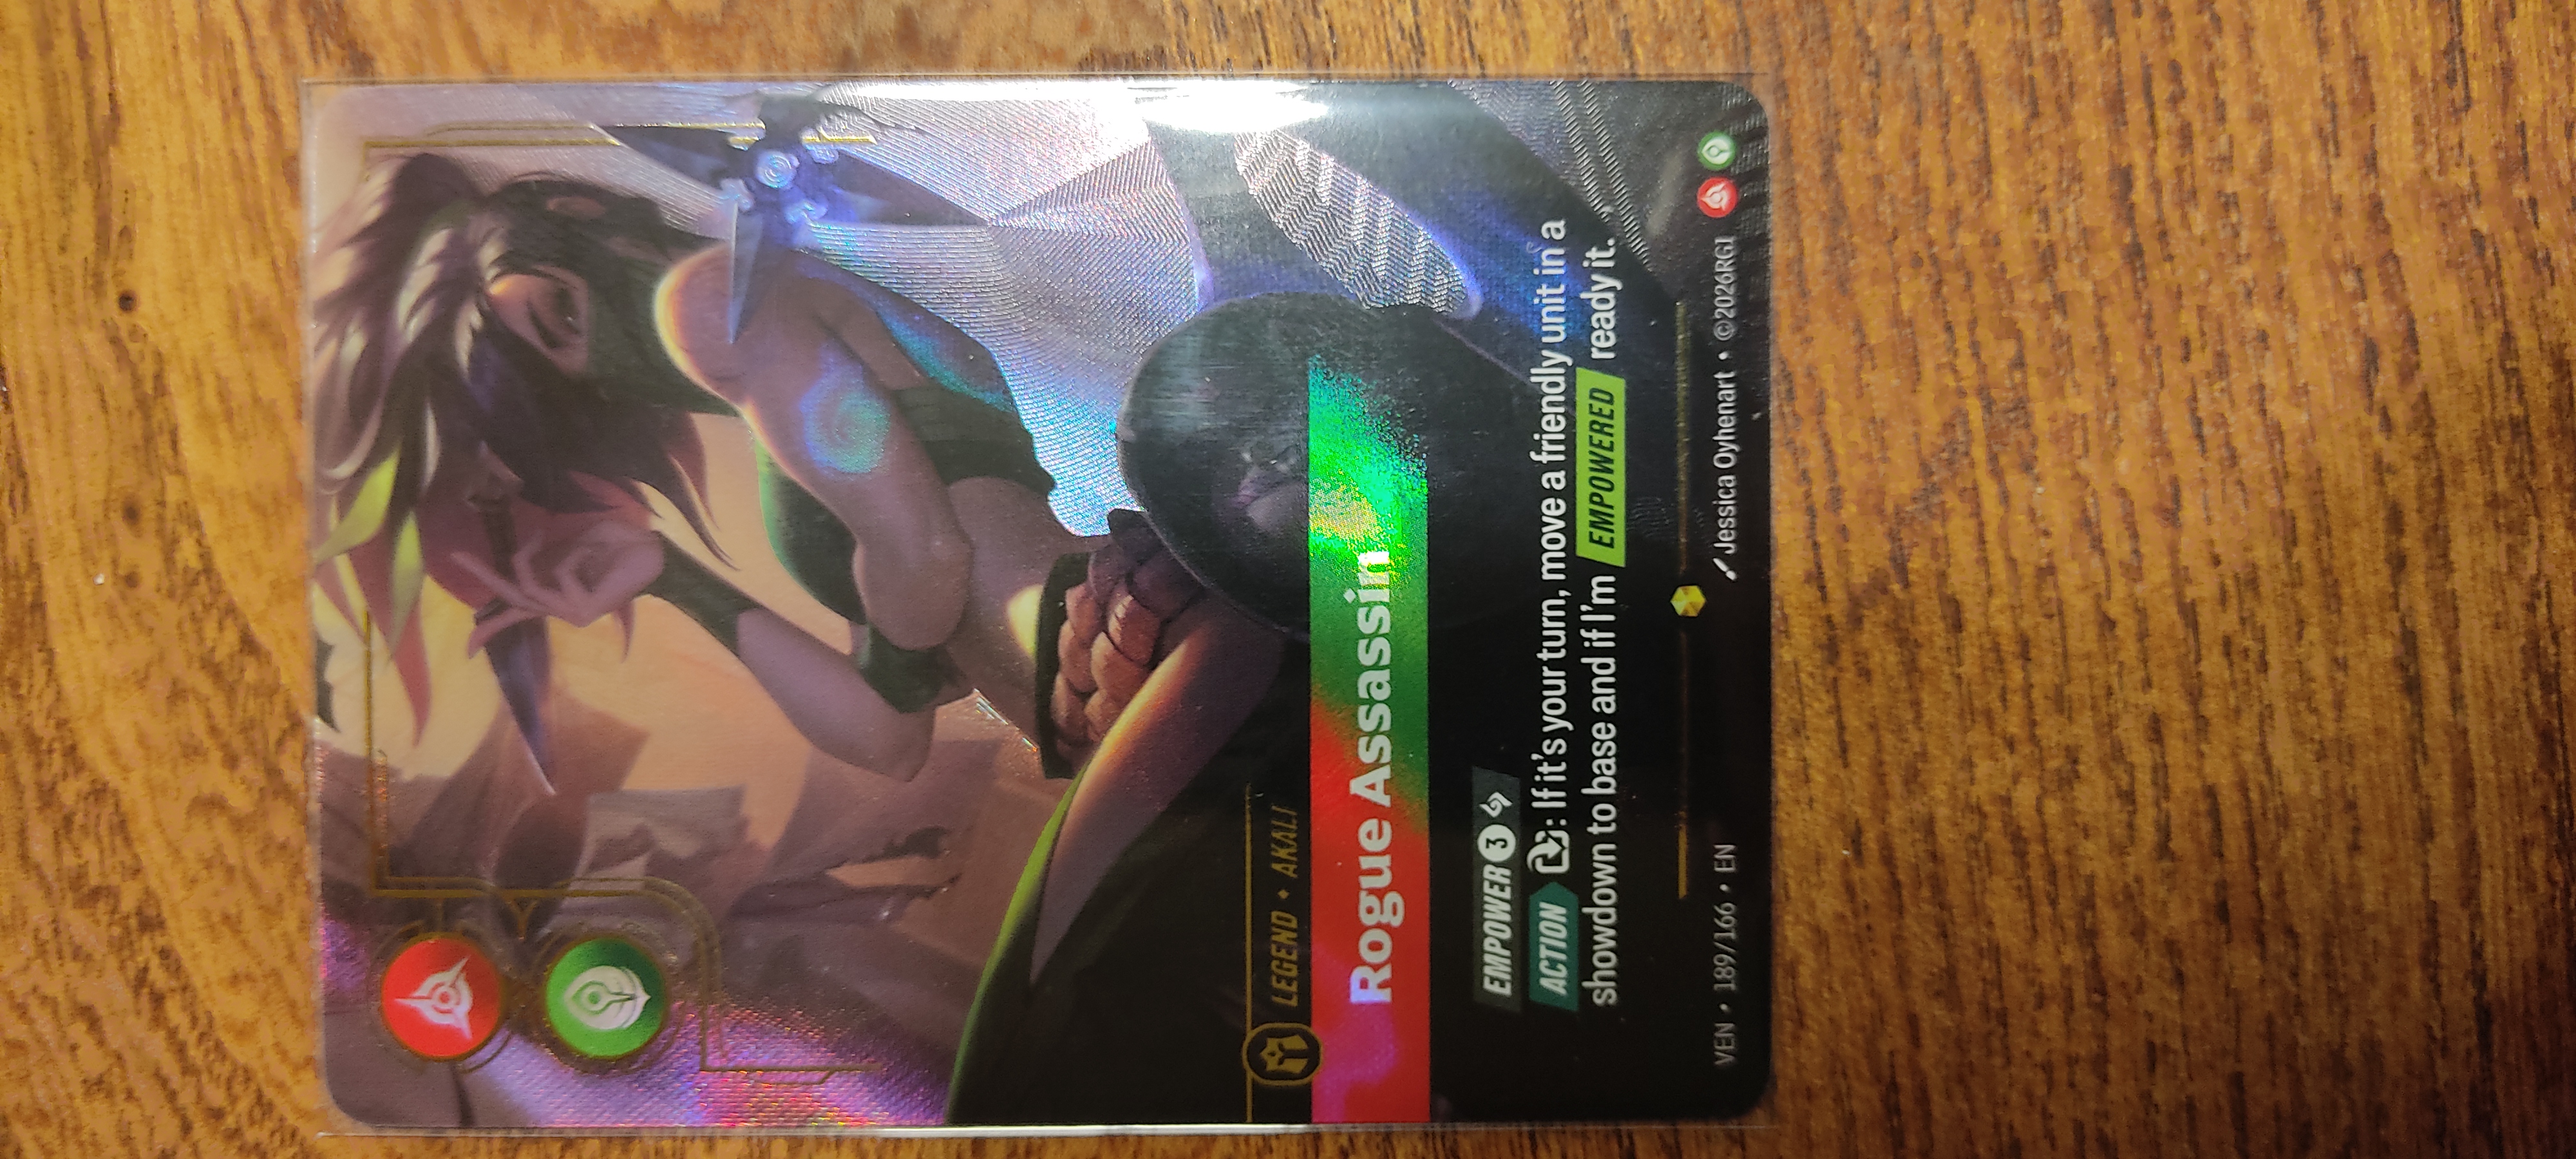 LEGEND • AKALI
Rogue Assassin
EMPOWER 3
ACTION : If it's your turn, move a friendly unit in a
showdown to base and if I'm EMPOWERED ready it.
VEN • 189/166 • EN
Jessica Oyhenart • ©2026RGI